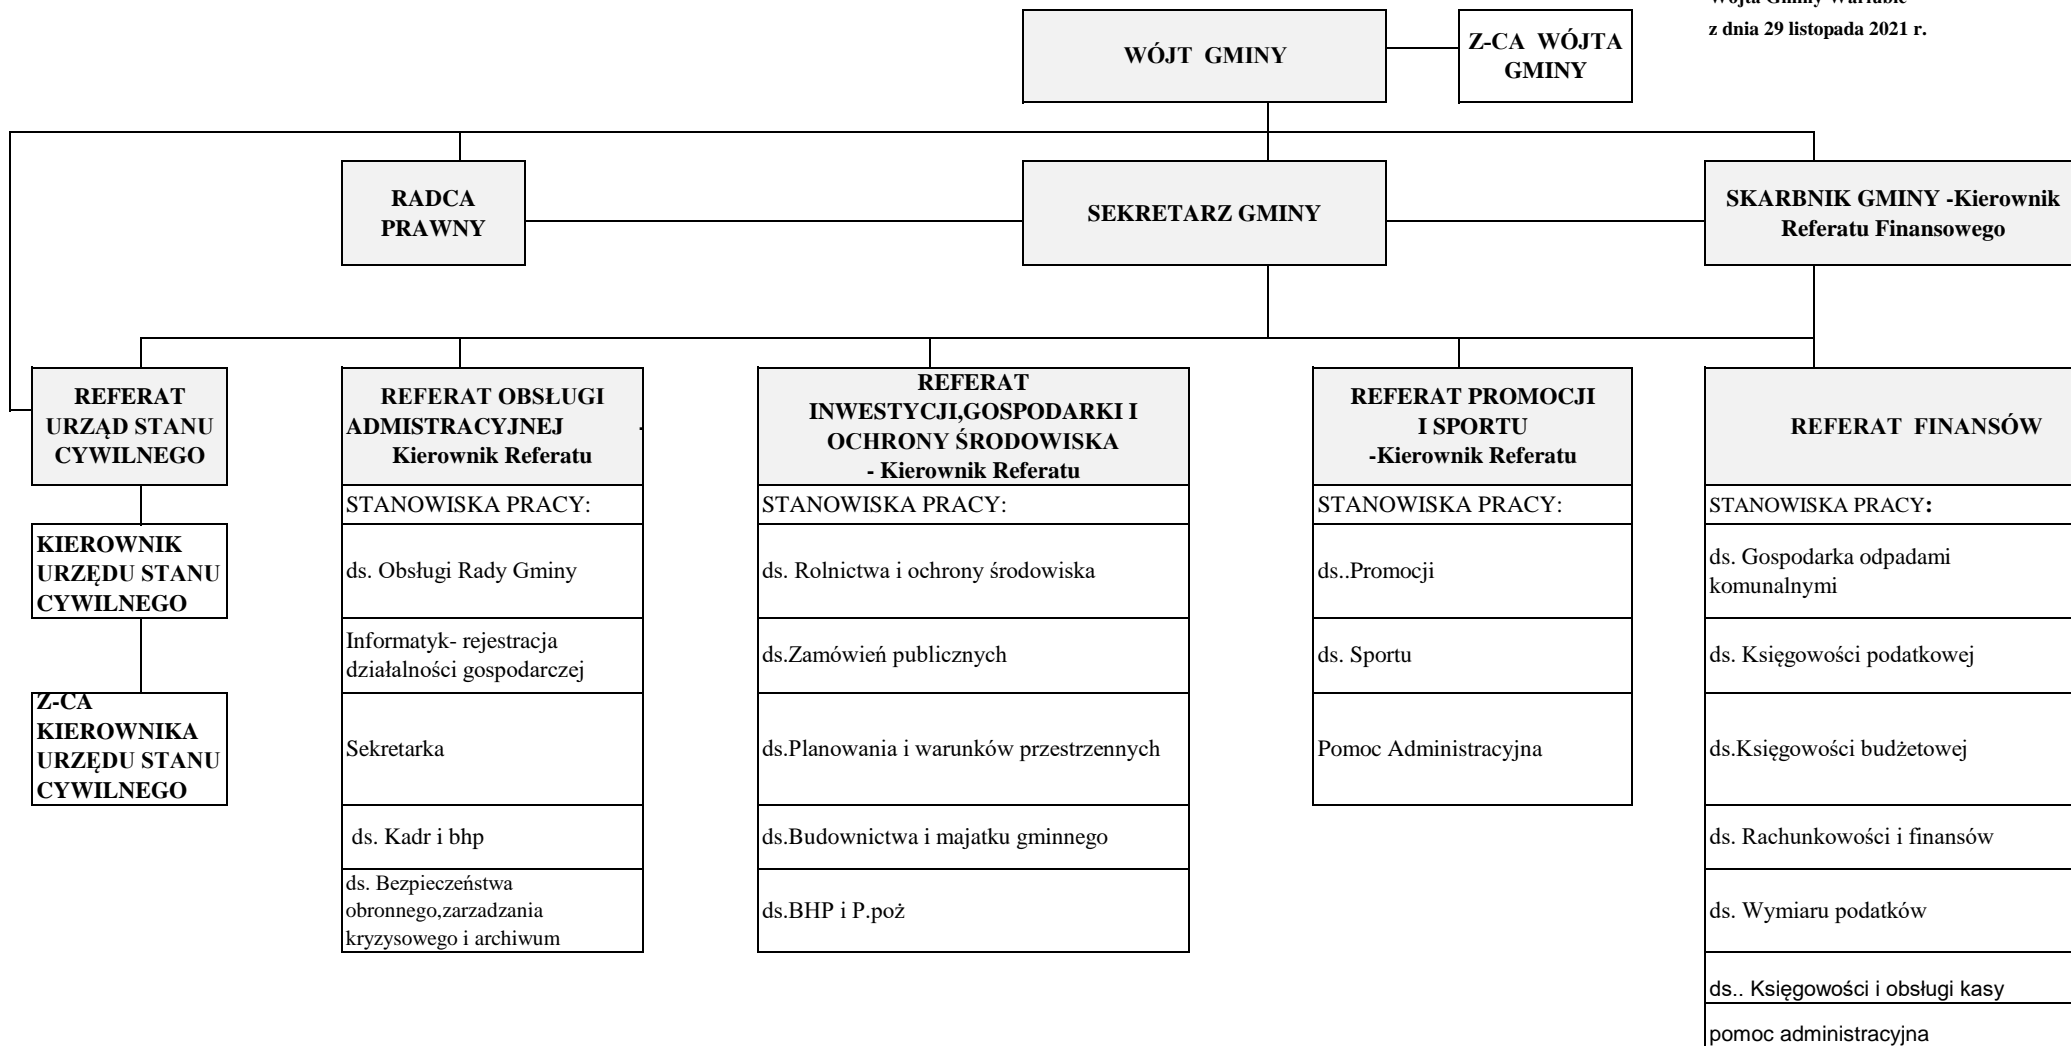 Wójta Gminy Warlubie
z dnia 29 listopada 2021 r.
WÓJT GMINY
Z-CA WÓJTA
GMINY
RADCA
PRAWNY
SEKRETARZ GMINY
SKARBNIK GMINY -Kierownik
Referatu Finansowego
REFERAT
URZĄD STANU
CYWILNEGO
KIEROWNIK
URZĘDU STANU
CYWILNEGO
Z-CA
KIEROWNIKA
URZĘDU STANU
CYWILNEGO
REFERAT OBSŁUGI
ADMISTRACYJNEJ -
Kierownik Referatu
STANOWISKA PRACY:
ds. Obsługi Rady Gminy
Informatyk- rejestracja
działalności gospodarczej
Sekretarka
ds. Kadr i bhp
ds. Bezpieczeństwa
obronnego,zarzadzania
kryzysowego i archiwum
REFERAT
INWESTYCJI,GOSPODARKI I
OCHRONY ŚRODOWISKA
- Kierownik Referatu
STANOWISKA PRACY:
ds. Rolnictwa i ochrony środowiska
ds.Zamówień publicznych
ds.Planowania i warunków przestrzennych
ds.Budownictwa i majatku gminnego
ds.BHP i P.poż
REFERAT PROMOCJI
I SPORTU
-Kierownik Referatu
STANOWISKA PRACY:
ds..Promocji
ds. Sportu
Pomoc Administracyjna
REFERAT FINANSÓW
STANOWISKA PRACY:
ds. Gospodarka odpadami
komunalnymi
ds. Księgowości podatkowej
ds.Księgowości budżetowej
ds. Rachunkowości i finansów
ds. Wymiaru podatków
ds.. Księgowości i obsługi kasy
pomoc administracyjna